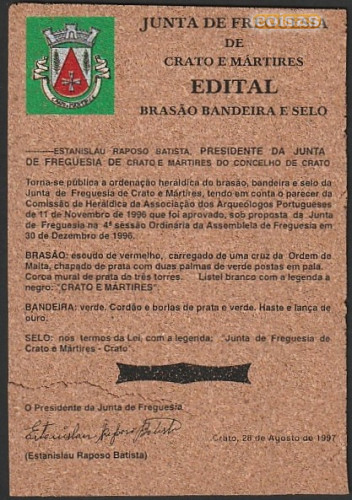 JUNTA DE FREGUESIA
DE
CRATO E MÁRTIRES
EDITAL
BRASÃO BANDEIRA E SELO
ESTANISLAU RAPOSO BATISTA, PRESIDENTE DA JUNTA
DE FREGUESIA DE CRATO E MÁRTIRES DO CONCELHO DE CRATO
Torna-se pública a ordenação heráldica do brasão, bandeira e selo da
Junta de Freguesia de Crato e Mártires, tendo em conta o parecer da
Comissão de Heráldica da Associação dos Arqueólogos Portugueses
de 11 de Novembro de 1996 que foi aprovado, sob proposta da Junta
de Freguesia na 4ª sessão Ordinária da Assembleia de Freguesia em
30 de Dezembro de 1996.
BRASÃO: escudo de vermelho, carregado de uma cruz da Ordem de
Malta, chapado de prata com duas palmas de verde postas em pala.
Coroa mural de prata de três torres. Listel branco com a legenda a
negro: "CRATO E MÁRTIRES"
BANDEIRA: verde. Cordão e borlas de prata e verde. Haste e lança de
ouro.
SELO: nos termos da Lei, com a legenda; "Junta de Freguesia de
Crato e Mártires - Crato"
O Presidente da Junta de Freguesia
Estanislau Raposo Batista
Crato, 28 de Agosto de 1997
(Estanislau Raposo Batista)